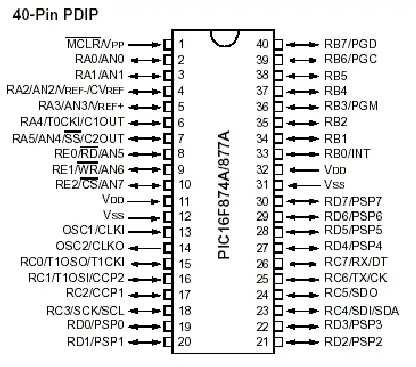 40-Pin PDIP
MCLR/VPP 1 40 RB7/PGD
RA0/AN0 2 39 RB6/PGC
RA1/AN1 3 38 RB5
RA2/AN2/VREF-/CVREF 4 37 RB4
RA3/AN3/VREF+ 5 36 RB3/PGM
RA4/T0CKI/C1OUT 6 35 RB2
RA5/AN4/SS/C2OUT 7 34 RB1
RE0/RD/AN5 8 33 RB0/INT
RE1/WR/AN6 9 32 VDD
RE2/CS/AN7 10 31 VSS
VDD 11 30 RD7/PSP7
VSS 12 29 RD6/PSP6
OSC1/CLKI 13 28 RD5/PSP5
OSC2/CLKO 14 27 RD4/PSP4
RC0/T1OSO/T1CKI 15 26 RC7/RX/DT
RC1/T1OSI/CCP2 16 25 RC6/TX/CK
RC2/CCP1 17 24 RC5/SDO
RC3/SCK/SCL 18 23 RC4/SDI/SDA
RD0/PSP0 19 22 RD3/PSP3
RD1/PSP1 20 21 RD2/PSP2
PIC16F874A/877A